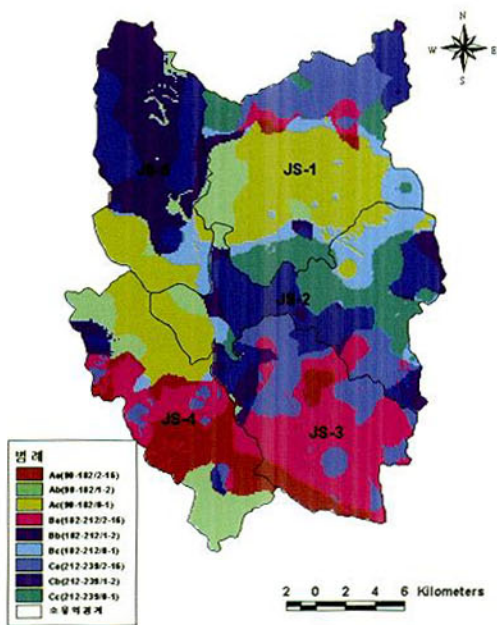 N
W E
S
JS-5
JS-1
JS-2
JS-4
JS-3
범 례
Aa(90-182/2-16)
Ab(90-182/1-2)
Ac(90-182/0-1)
Ba(182-212/2-16)
Bb(182-212/1-2)
Bc(182-212/0-1)
Ca(212-239/2-16)
Cb(212-239/1-2)
Cc(212-239/0-1)
소유역경계
2 0 2 4 6 Kilometers